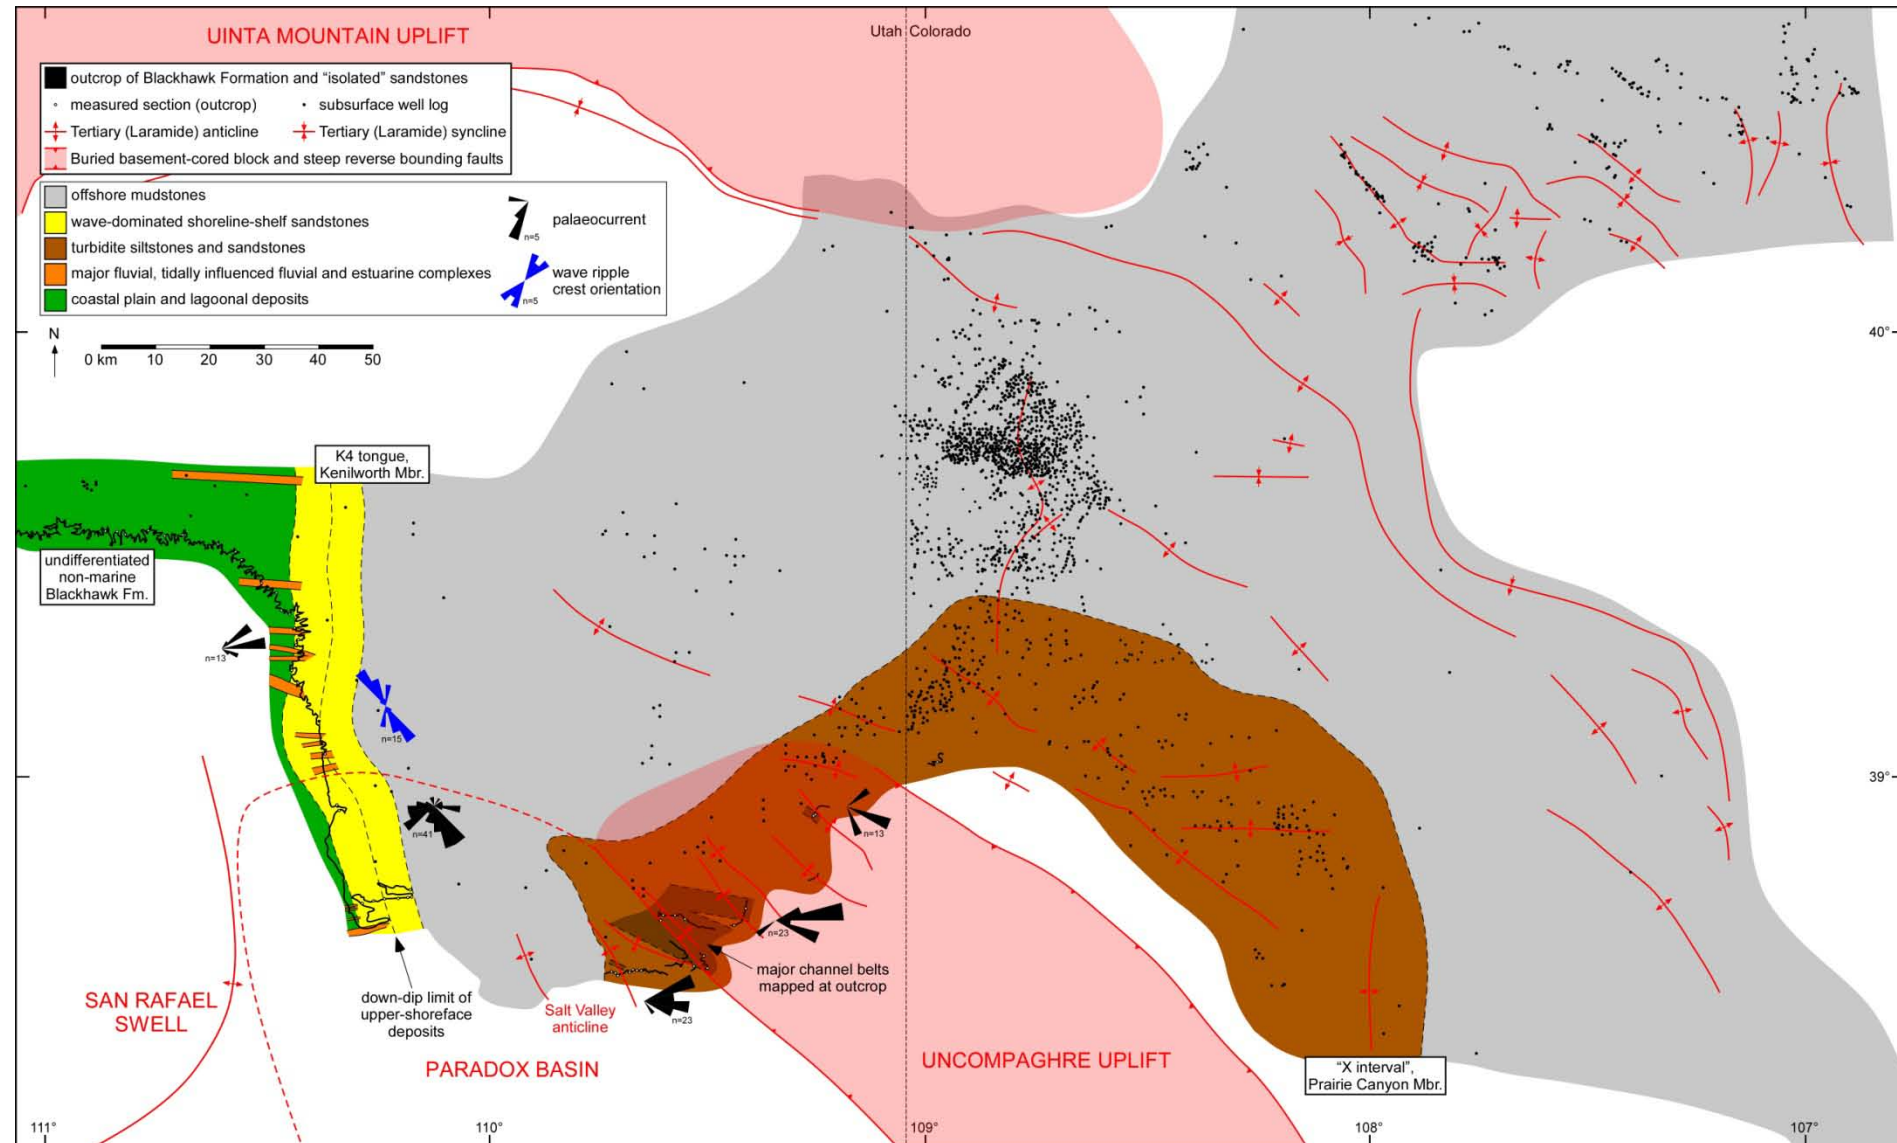 UINTA MOUNTAIN UPLIFT
Utah Colorado
outcrop of Blackhawk Formation and “isolated” sandstones
measured section (outcrop)
subsurface well log
Tertiary (Laramide) anticline
Tertiary (Laramide) syncline
Buried basement-cored block and steep reverse bounding faults
offshore mudstones
wave-dominated shoreline-shelf sandstones
turbidite siltstones and sandstones
major fluvial, tidally influenced fluvial and estuarine complexes
coastal plain and lagoonal deposits
palaeocurrent
n=5
wave ripple
crest orientation
n=5
N
0 km 10 20 30 40 50
40°
K4 tongue,
Kenilworth Mbr.
undifferentiated
non-marine
Blackhawk Fm.
n=13
n=15
39°
n=41
n=13
n=23
major channel belts
mapped at outcrop
n=23
SAN RAFAEL
SWELL
down-dip limit of
upper-shoreface
deposits
Salt Valley
anticline
PARADOX BASIN
UNCOMPAGHRE UPLIFT
“X interval”,
Prairie Canyon Mbr.
111°
110°
109°
108°
107°